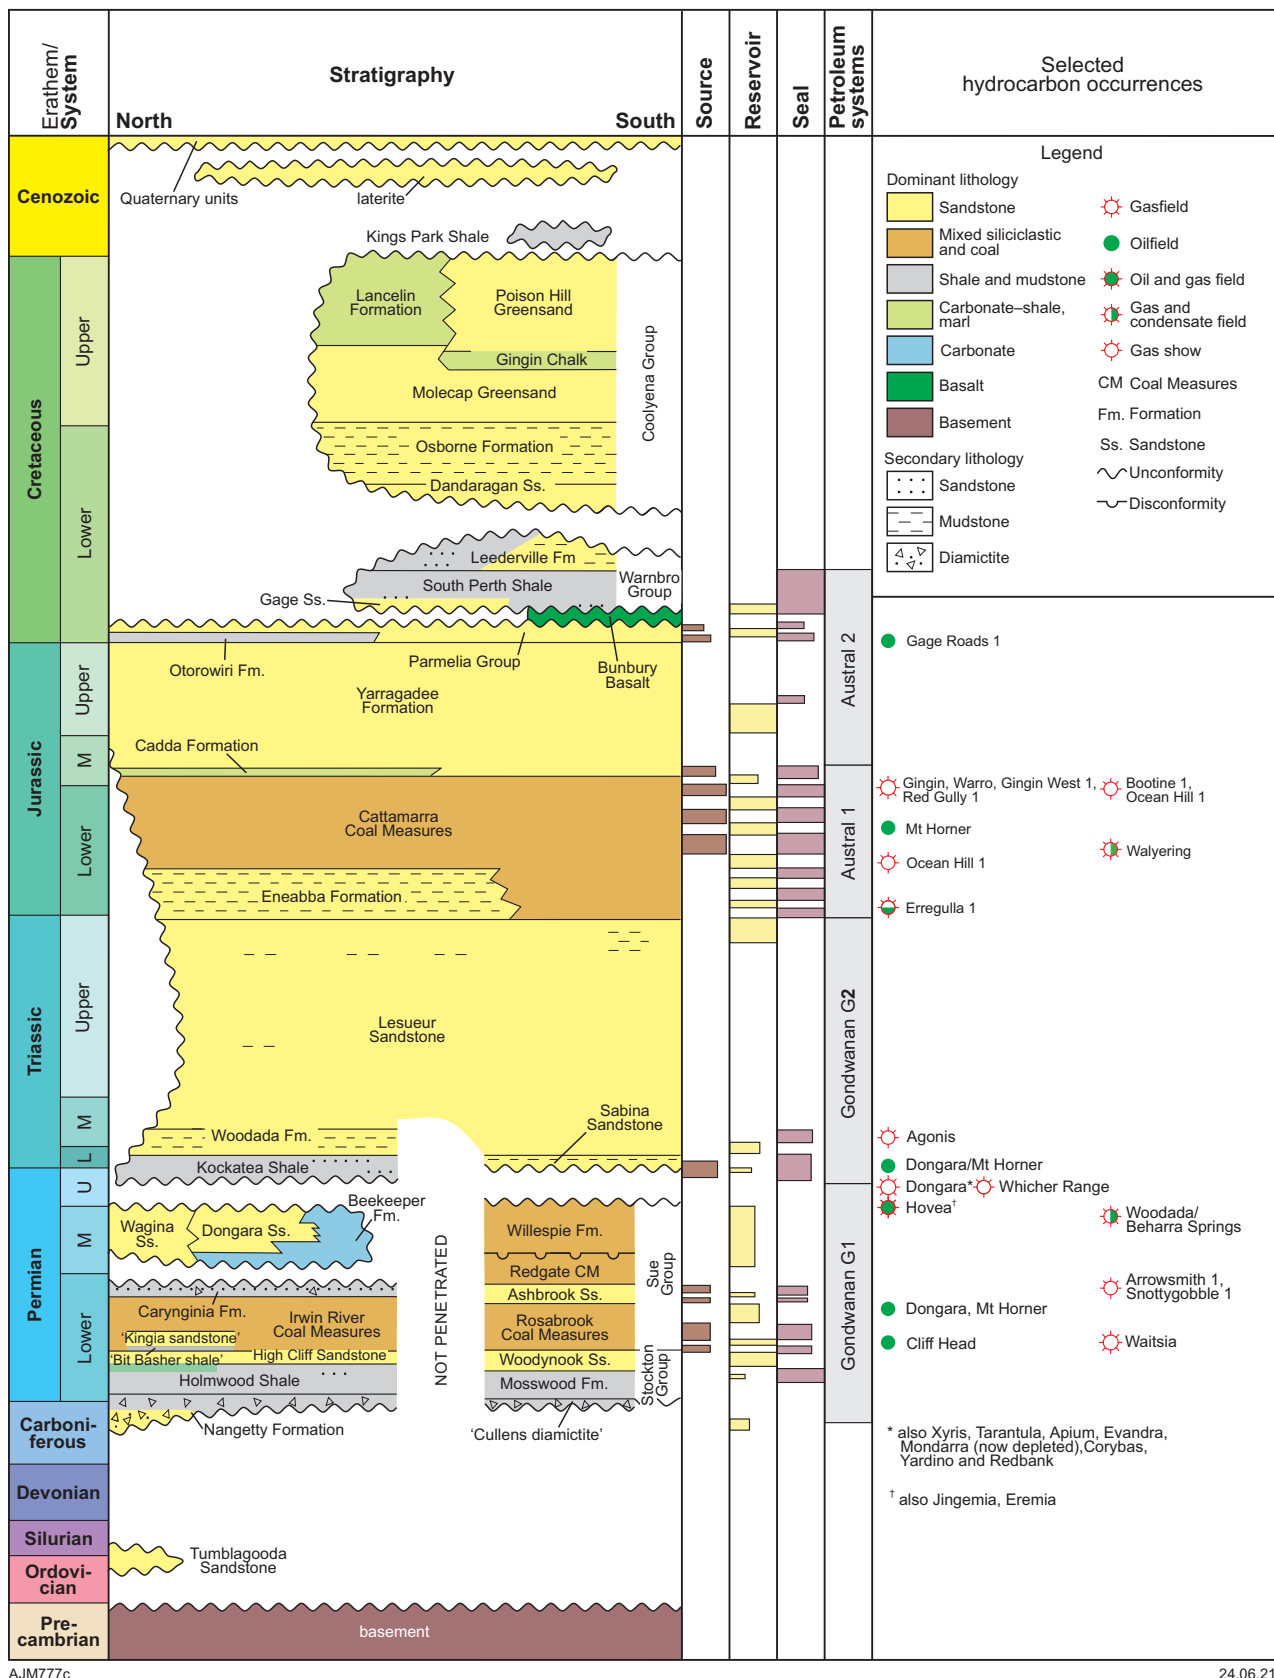 Erathem/
System
Stratigraphy
North
South
Source
Reservoir
Seal
Petroleum
systems
Selected
hydrocarbon occurrences
Cenozoic
Quaternary units
laterite
Kings Park Shale
Cretaceous
Upper
Lower
Lancelin
Formation
Poison Hill
Greensand
Gingin Chalk
Molecap Greensand
Osborne Formation
Dandaragan Ss.
Coolyena Group
Leederville Fm
South Perth Shale
Warnbro
Group
Gage Ss.
Otorowiri Fm.
Parmelia Group
Bunbury
Basalt
Jurassic
Upper
M
Lower
Yarragadee
Formation
Cadda Formation
Cattamarra
Coal Measures
Eneabba Formation
Triassic
Upper
M
L
Lesueur
Sandstone
Sabina
Sandstone
Woodada Fm.
Kockatea Shale
Permian
U
M
Lower
Beekeeper
Fm.
Wagina
Ss.
Dongara Ss.
Carynginia Fm.
Irwin River
Coal Measures
'Kingia sandstone'
'Bit Basher shale'
High Cliff Sandstone
Holmwood Shale
Nangetty Formation
NOT PENETRATED
Willespie Fm.
Redgate CM
Ashbrook Ss.
Rosabrook
Coal Measures
Woodynook Ss.
Mosswood Fm.
'Cullens diamictite'
Sue
Group
Stockton
Group
Carboni-
ferous
Devonian
Silurian
Ordovi-
cian
Tumblagooda
Sandstone
Pre-
cambrian
basement
Austral 2
Austral 1
Gondwanan G2
Gondwanan G1
Legend
Dominant lithology
Sandstone
Mixed siliciclastic
and coal
Shale and mudstone
Carbonate–shale,
marl
Carbonate
Basalt
Basement
Secondary lithology
Sandstone
Mudstone
Diamictite
Gasfield
Oilfield
Oil and gas field
Gas and
condensate field
Gas show
CM Coal Measures
Fm. Formation
Ss. Sandstone
Unconformity
Disconformity
Gage Roads 1
Gingin, Warro, Gingin West 1,
Red Gully 1
Bootine 1,
Ocean Hill 1
Mt Horner
Walyering
Ocean Hill 1
Erregulla 1
Agonis
Dongara/Mt Horner
Dongara*
Whicher Range
Hovea†
Woodada/
Beharra Springs
Arrowsmith 1,
Snottygobble 1
Dongara, Mt Horner
Cliff Head
Waitsia
* also Xyris, Tarantula, Apium, Evandra,
Mondarra (now depleted),Corybas,
Yardino and Redbank
† also Jingemia, Eremia
AJM777c
24.06.21